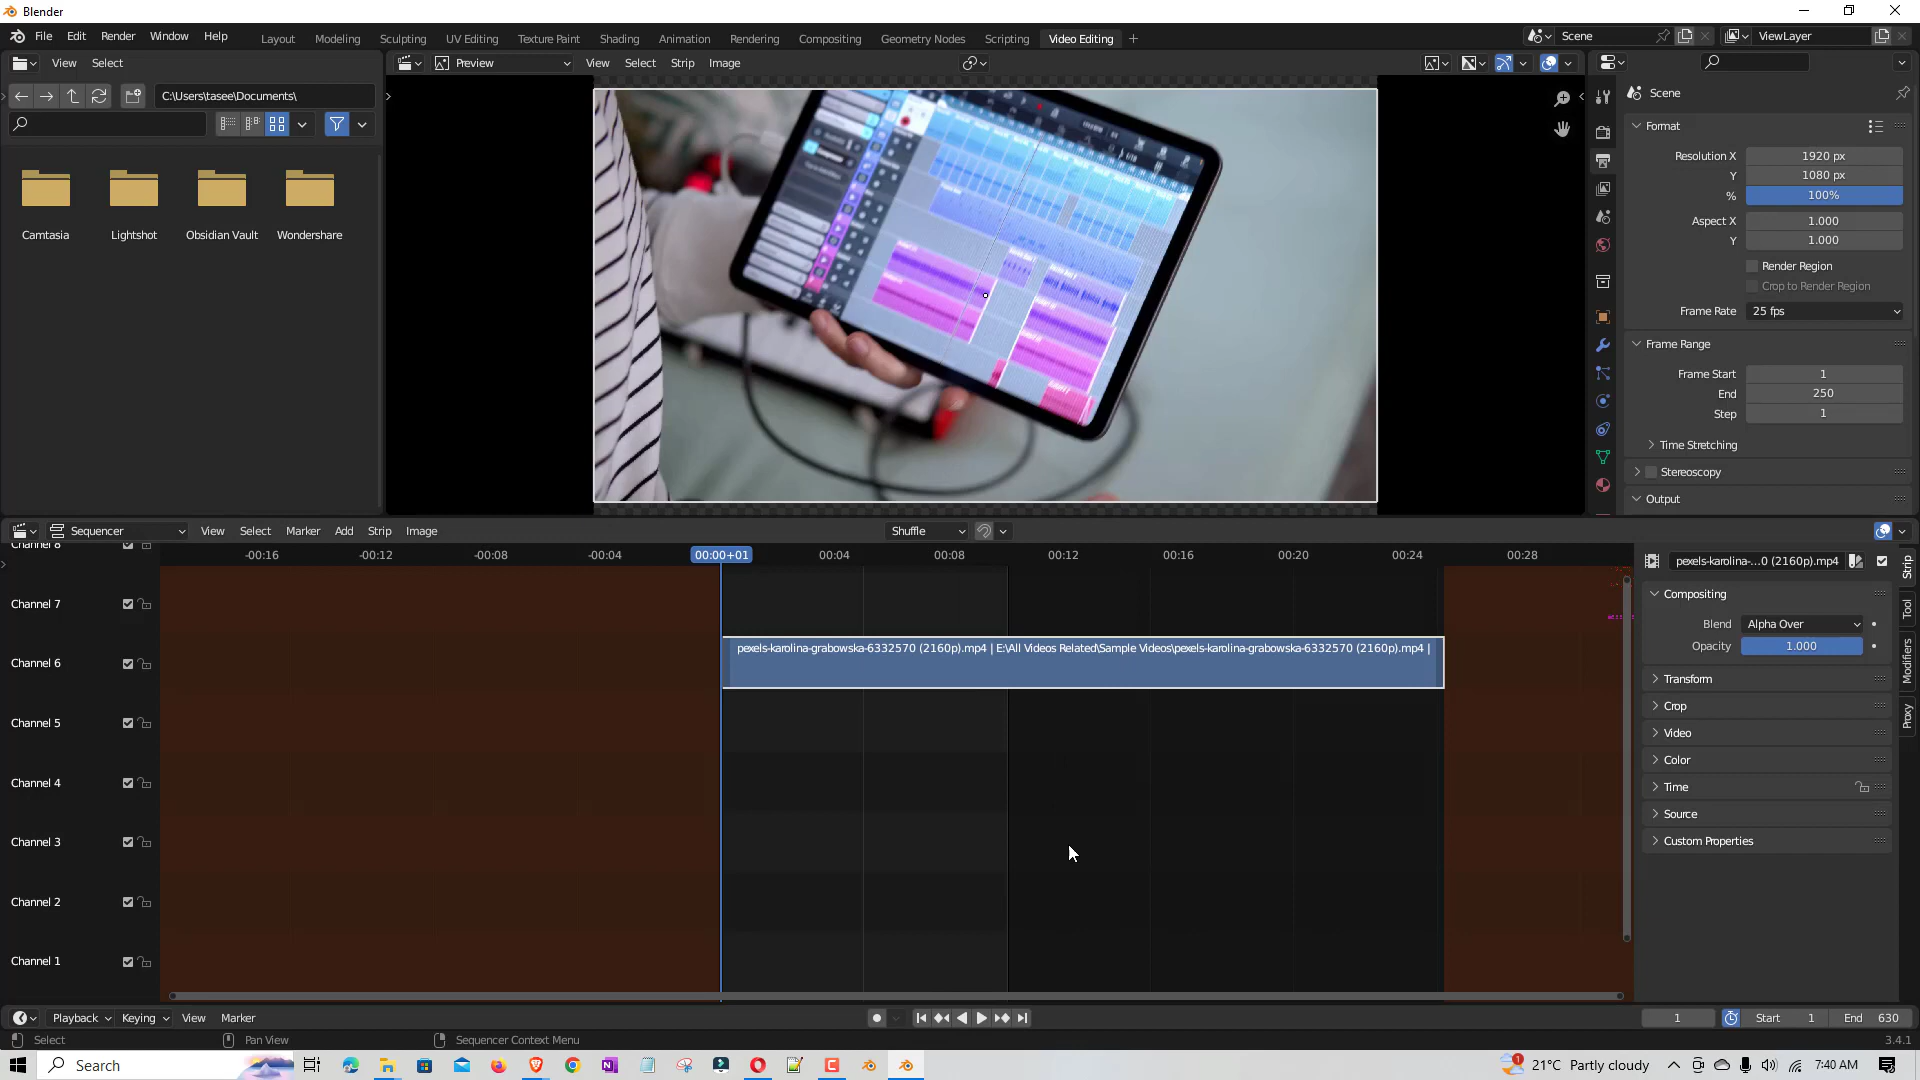 Blender
File Edit Render Window Help Layout Modeling Sculpting UV Editing Texture Paint Shading Animation Rendering Compositing Geometry Nodes Scripting Video Editing + Scene ViewLayer
View Select Preview View Select Strip Image
C:\Users\tasee\Documents\
Camtasia Lightshot Obsidian Vault Wondershare
Scene
Format
Resolution X 1920 px
Y 1080 px
% 100%
Aspect X 1.000
Y 1.000
Render Region
Crop to Render Region
Frame Rate 25 fps
Frame Range
Frame Start 1
End 250
Step 1
Time Stretching
Stereoscopy
Output
Sequencer View Select Marker Add Strip Image Shuffle
-00:16 -00:12 -00:08 -00:04 00:00+01 00:04 00:08 00:12 00:16 00:20 00:24 00:28
Channel 8
Channel 7
Channel 6
Channel 5
Channel 4
Channel 3
Channel 2
Channel 1
pexels-karolina-grabowska-6332570 (2160p).mp4 | E:\All Videos Related\Sample Videos\pexels-karolina-grabowska-6332570 (2160p).mp4 |
pexels-karolina-...0 (2160p).mp4
Compositing
Blend Alpha Over
Opacity 1.000
Transform
Crop
Video
Color
Time
Source
Custom Properties
Strip
Tool
Modifiers
Proxy
Playback Keying View Marker 1 Start 1 End 630
Select Pan View Sequencer Context Menu 3.4.1
Search 1 21°C Partly cloudy 7:40 AM